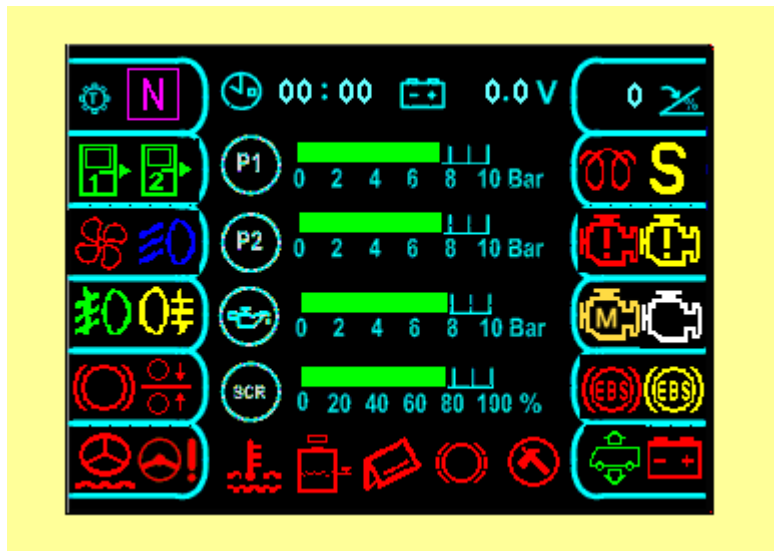 T N 00:00 - + 0.0 V 0 %
1 2 P1 0 2 4 6 8 10 Bar S
P2 0 2 4 6 8 10 Bar ! !
0 2 4 6 8 10 Bar M
SCR 0 20 40 60 80 100 % EBS EBS
! - +